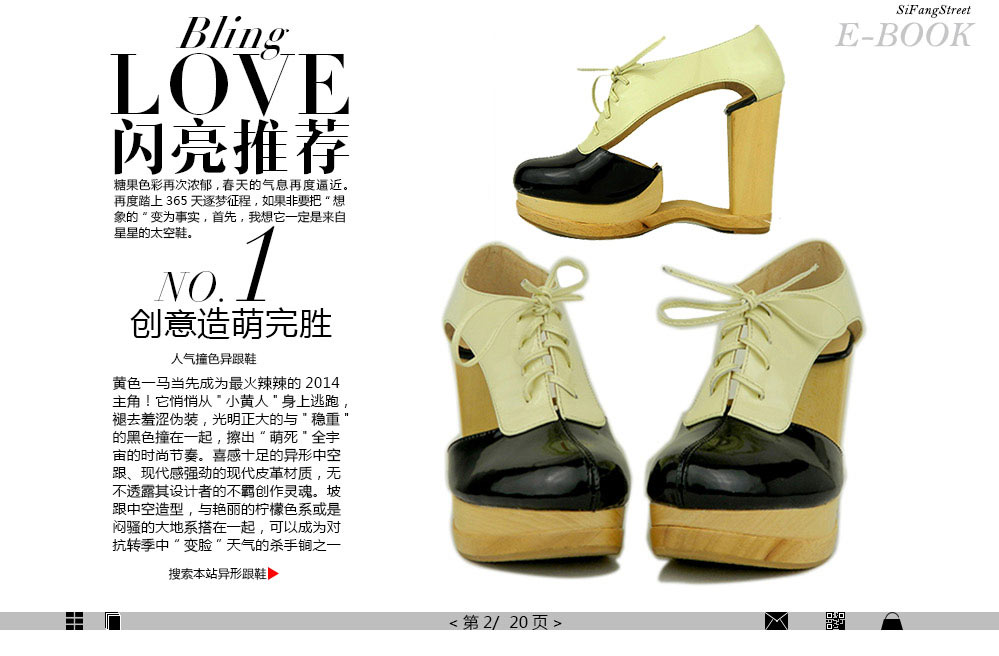 SiFangStreet
E-BOOK
Bling
LOVE
闪亮推荐
糖果色彩再次浓郁，春天的气息再度逼近。
再度踏上 365 天逐梦征程，如果非要把＂想
象的＂变为事实，首先，我想它一定是来自
星星的太空鞋。
NO.1
创意造萌完胜
人气撞色异跟鞋
黄色一马当先成为最火辣辣的 2014
主角！它悄悄从＂小黄人＂身上逃跑，
褪去羞涩伪装，光明正大的与＂稳重＂
的黑色撞在一起，擦出＂萌死＂全宇
宙的时尚节奏。喜感十足的异形中空
跟、现代感强劲的现代皮革材质，无
不透露其设计者的不羁创作灵魂。坡
跟中空造型，与艳丽的柠檬色系或是
闷骚的大地系搭在一起，可以成为对
抗转季中＂变脸＂天气的杀手锏之一
搜索本站异形跟鞋
< 第 2/ 20 页 >